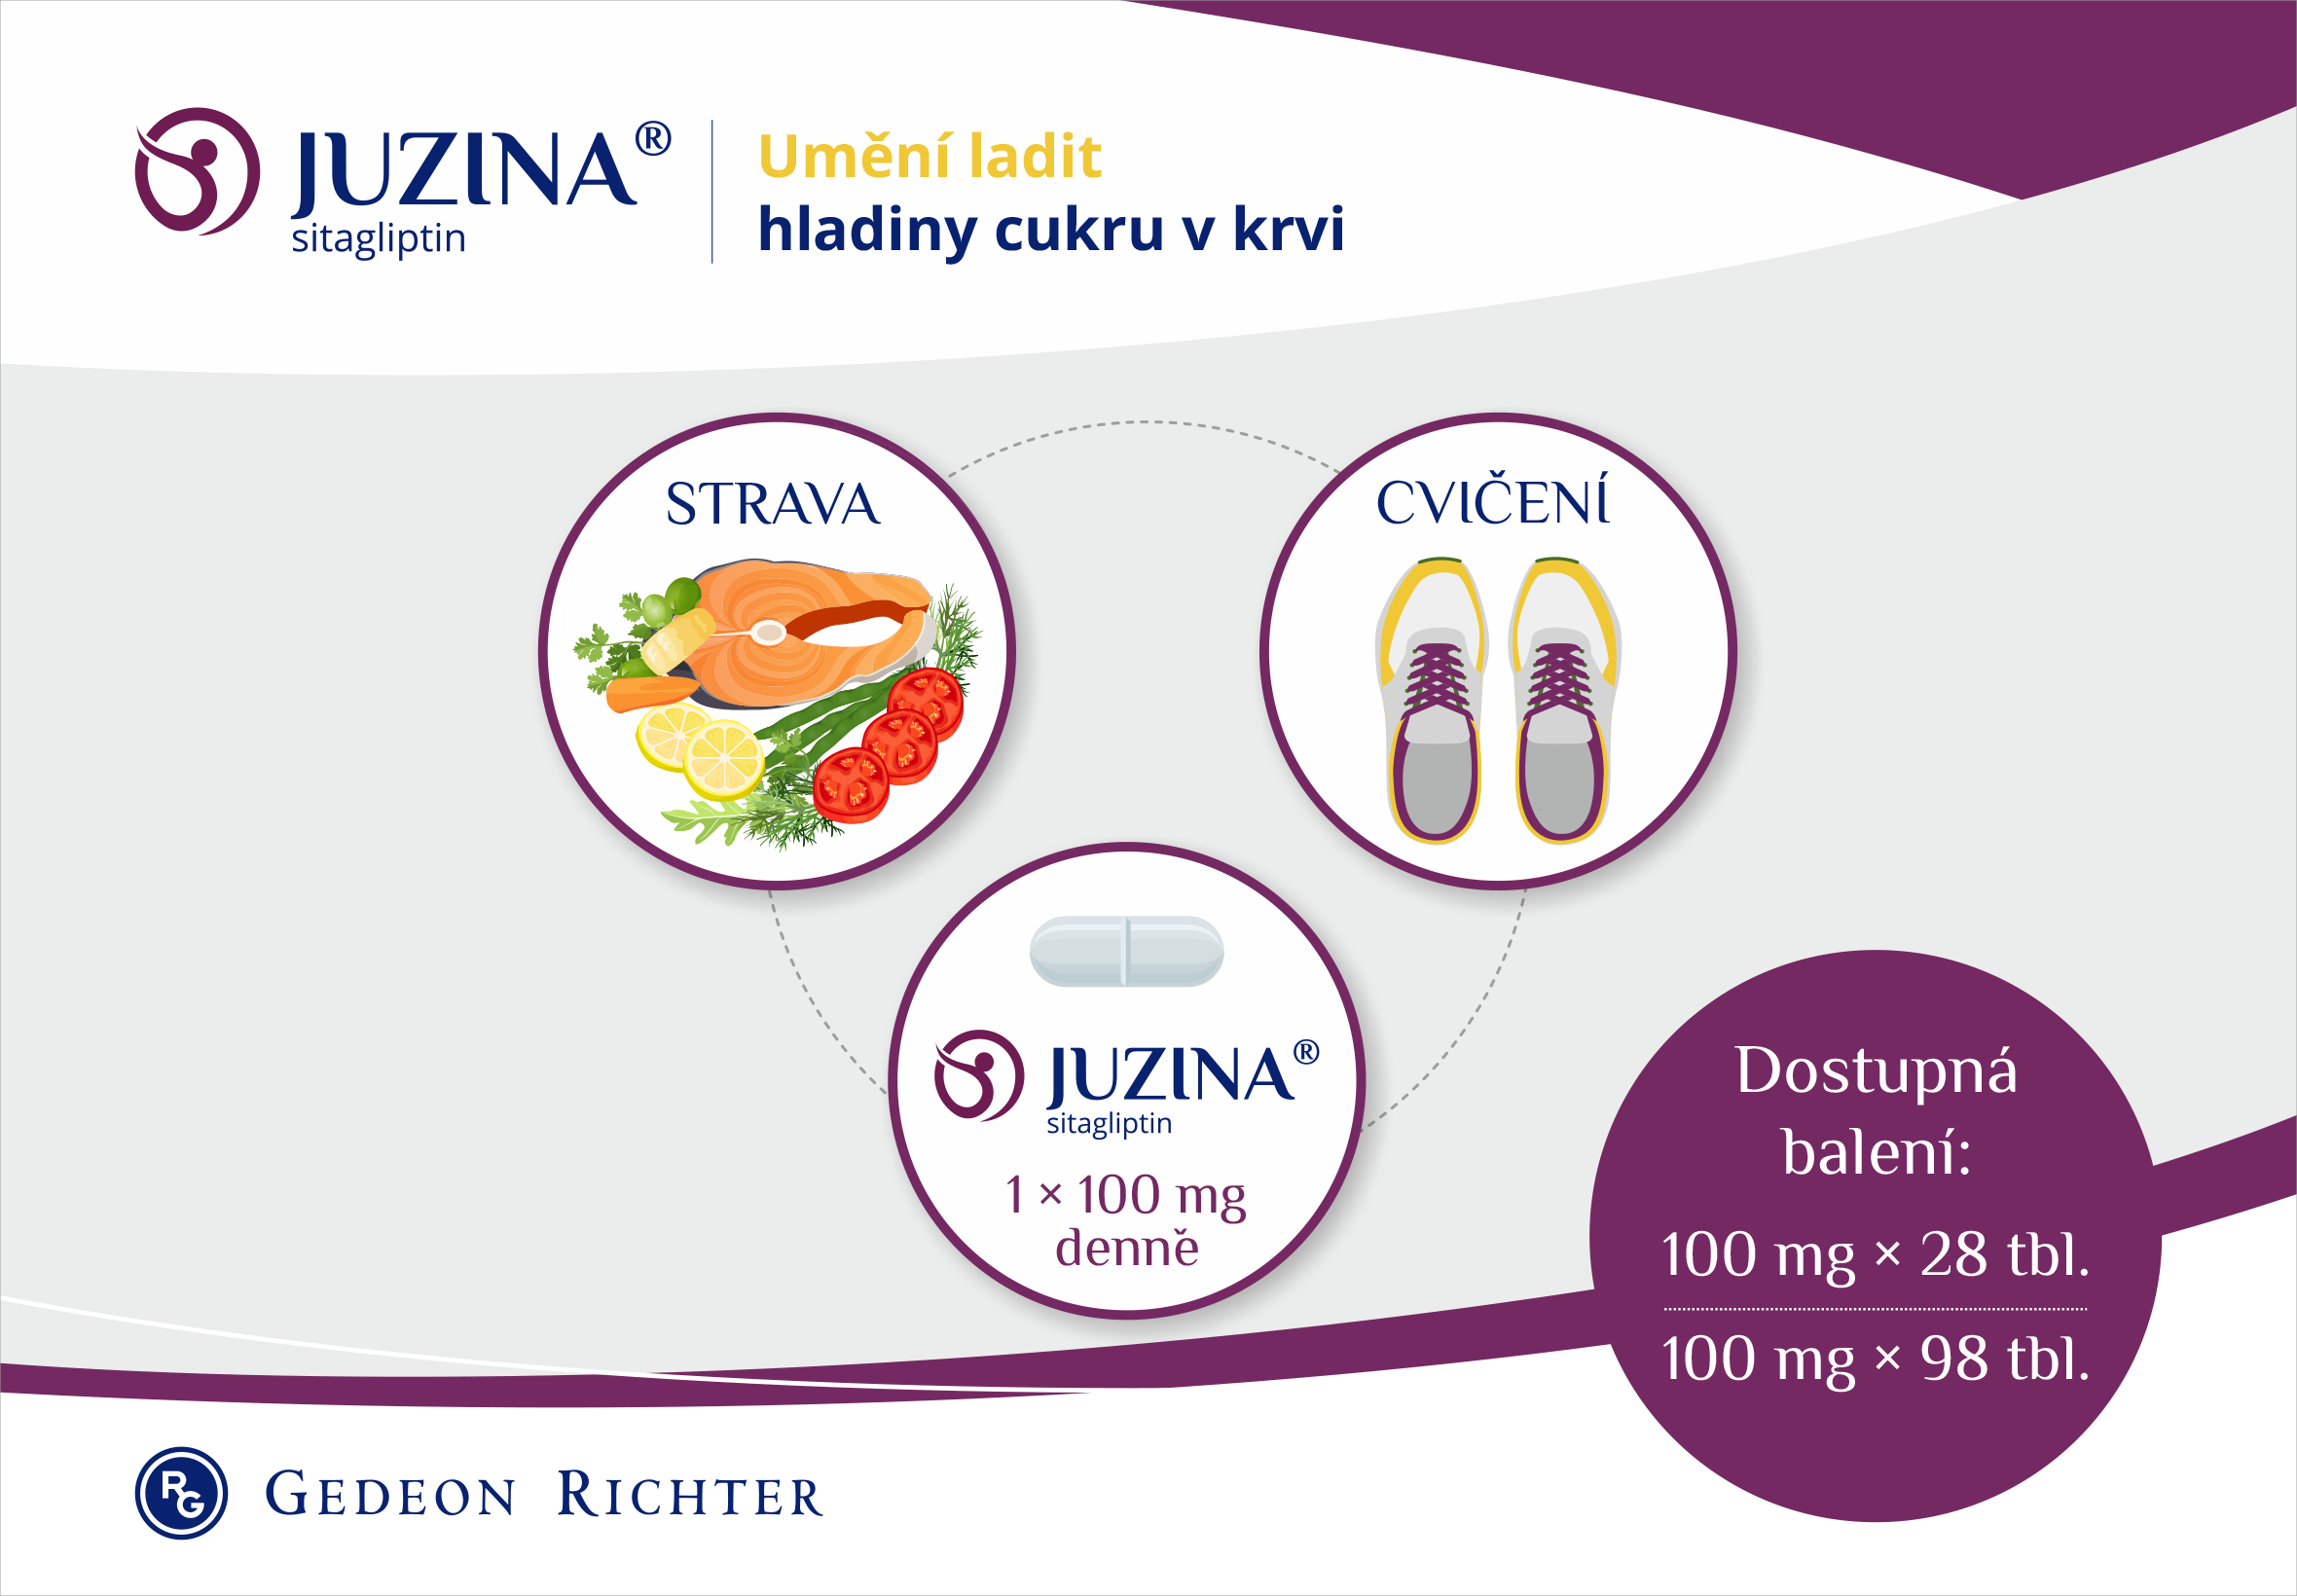 JUZINA®
sitagliptin
Umění ladit
hladiny cukru v krvi
STRAVA
CVIČENÍ
JUZINA®
sitagliptin
1 × 100 mg
denně
Dostupná
balení:
100 mg × 28 tbl.
100 mg × 98 tbl.
RG
GEDEON RICHTER